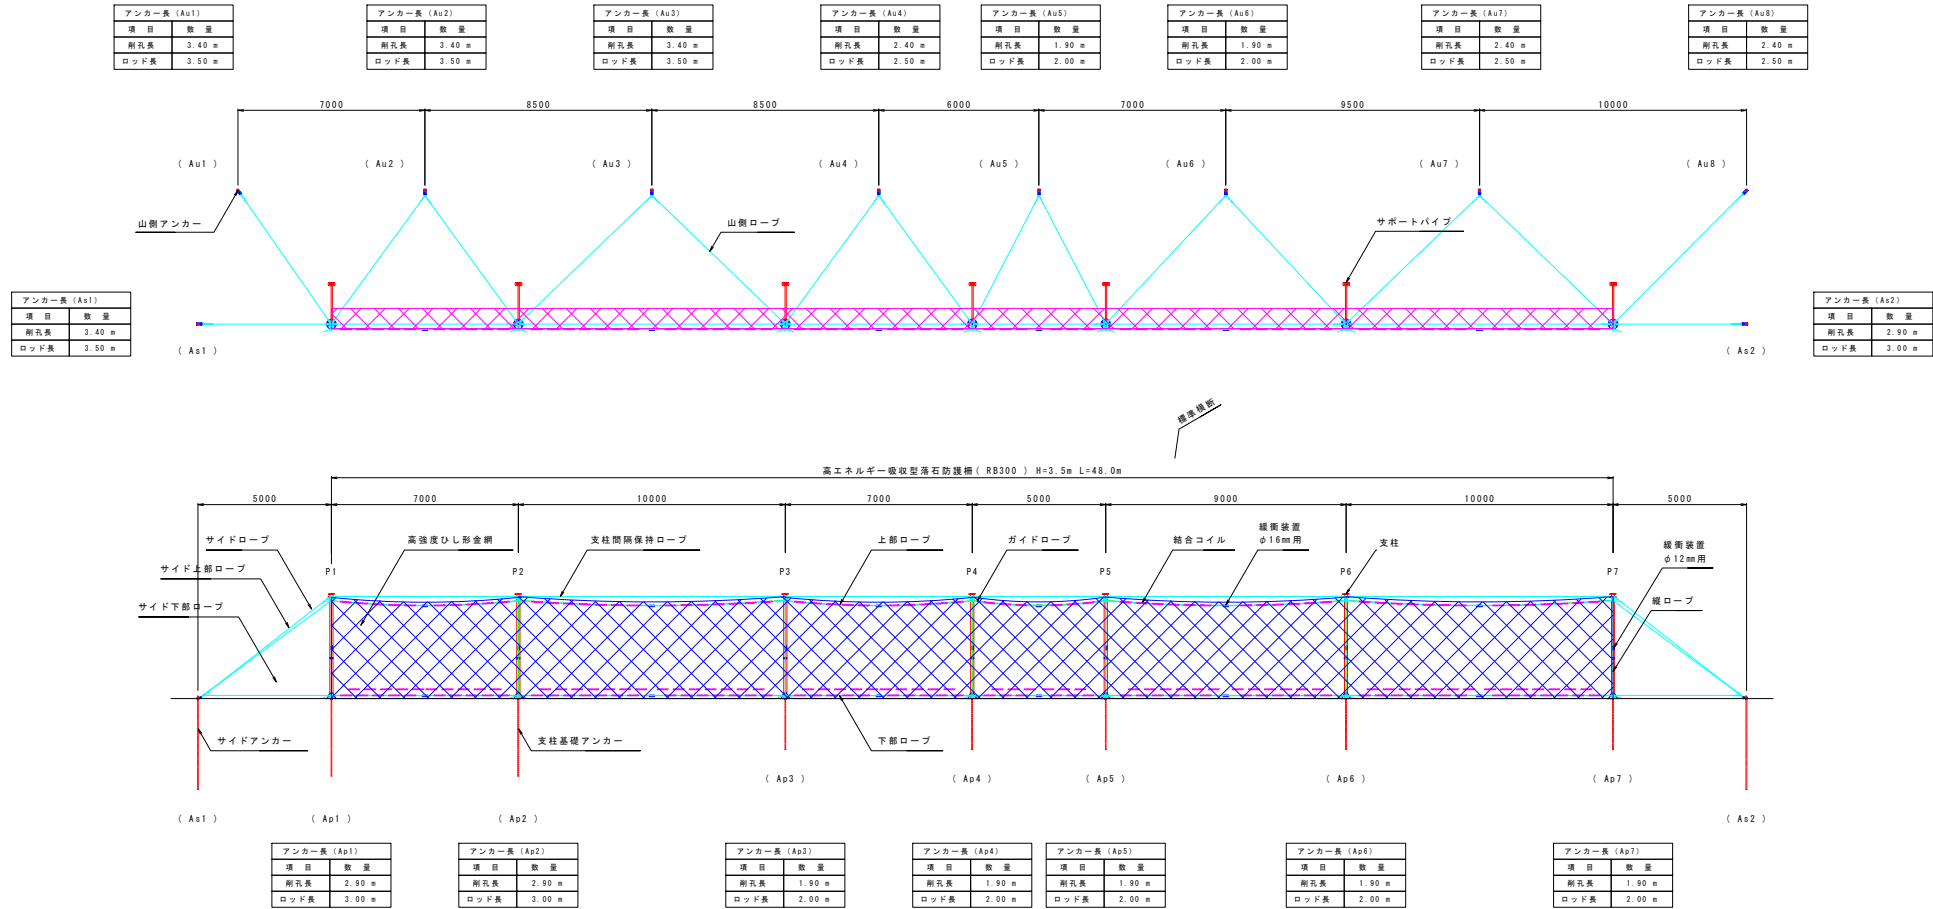 アンカー長(Au1)
項 目 数 量
削孔長 3.40 m
ロッド長 3.50 m
アンカー長(Au2)
項 目 数 量
削孔長 3.40 m
ロッド長 3.50 m
アンカー長(Au3)
項 目 数 量
削孔長 3.40 m
ロッド長 3.50 m
アンカー長(Au4)
項 目 数 量
削孔長 2.40 m
ロッド長 2.50 m
アンカー長(Au5)
項 目 数 量
削孔長 1.90 m
ロッド長 2.00 m
アンカー長(Au6)
項 目 数 量
削孔長 1.90 m
ロッド長 2.00 m
アンカー長(Au7)
項 目 数 量
削孔長 2.40 m
ロッド長 2.50 m
アンカー長(Au8)
項 目 数 量
削孔長 2.40 m
ロッド長 2.50 m
7000 8500 8500 6000 7000 9500 10000
( Au1 ) ( Au2 ) ( Au3 ) ( Au4 ) ( Au5 ) ( Au6 ) ( Au7 ) ( Au8 )
山側アンカー
山側ロープ
サポートパイプ
アンカー長(As1)
項 目 数 量
削孔長 3.40 m
ロッド長 3.50 m
アンカー長(As2)
項 目 数 量
削孔長 2.90 m
ロッド長 3.00 m
( As1 ) ( As2 )
標準横断
高エネルギー吸収型落石防護柵( RB300 ) H=3.5m L=48.0m
5000 7000 10000 7000 5000 9000 10000 5000
サイドロープ
高強度ひし形金網
支柱間隔保持ロープ
上部ロープ
ガイドロープ
結合コイル
緩衝装置
φ16mm用
支柱
緩衝装置
φ12mm用
サイド上部ロープ
P1 P2 P3 P4 P5 P6 P7
サイド下部ロープ
縦ロープ
サイドアンカー
支柱基礎アンカー
下部ロープ
( Ap3 ) ( Ap4 ) ( Ap5 ) ( Ap6 ) ( Ap7 )
( As1 ) ( Ap1 ) ( Ap2 ) ( As2 )
アンカー長(Ap1)
項 目 数 量
削孔長 2.90 m
ロッド長 3.00 m
アンカー長(Ap2)
項 目 数 量
削孔長 2.90 m
ロッド長 3.00 m
アンカー長(Ap3)
項 目 数 量
削孔長 1.90 m
ロッド長 2.00 m
アンカー長(Ap4)
項 目 数 量
削孔長 1.90 m
ロッド長 2.00 m
アンカー長(Ap5)
項 目 数 量
削孔長 1.90 m
ロッド長 2.00 m
アンカー長(Ap6)
項 目 数 量
削孔長 1.90 m
ロッド長 2.00 m
アンカー長(Ap7)
項 目 数 量
削孔長 1.90 m
ロッド長 2.00 m